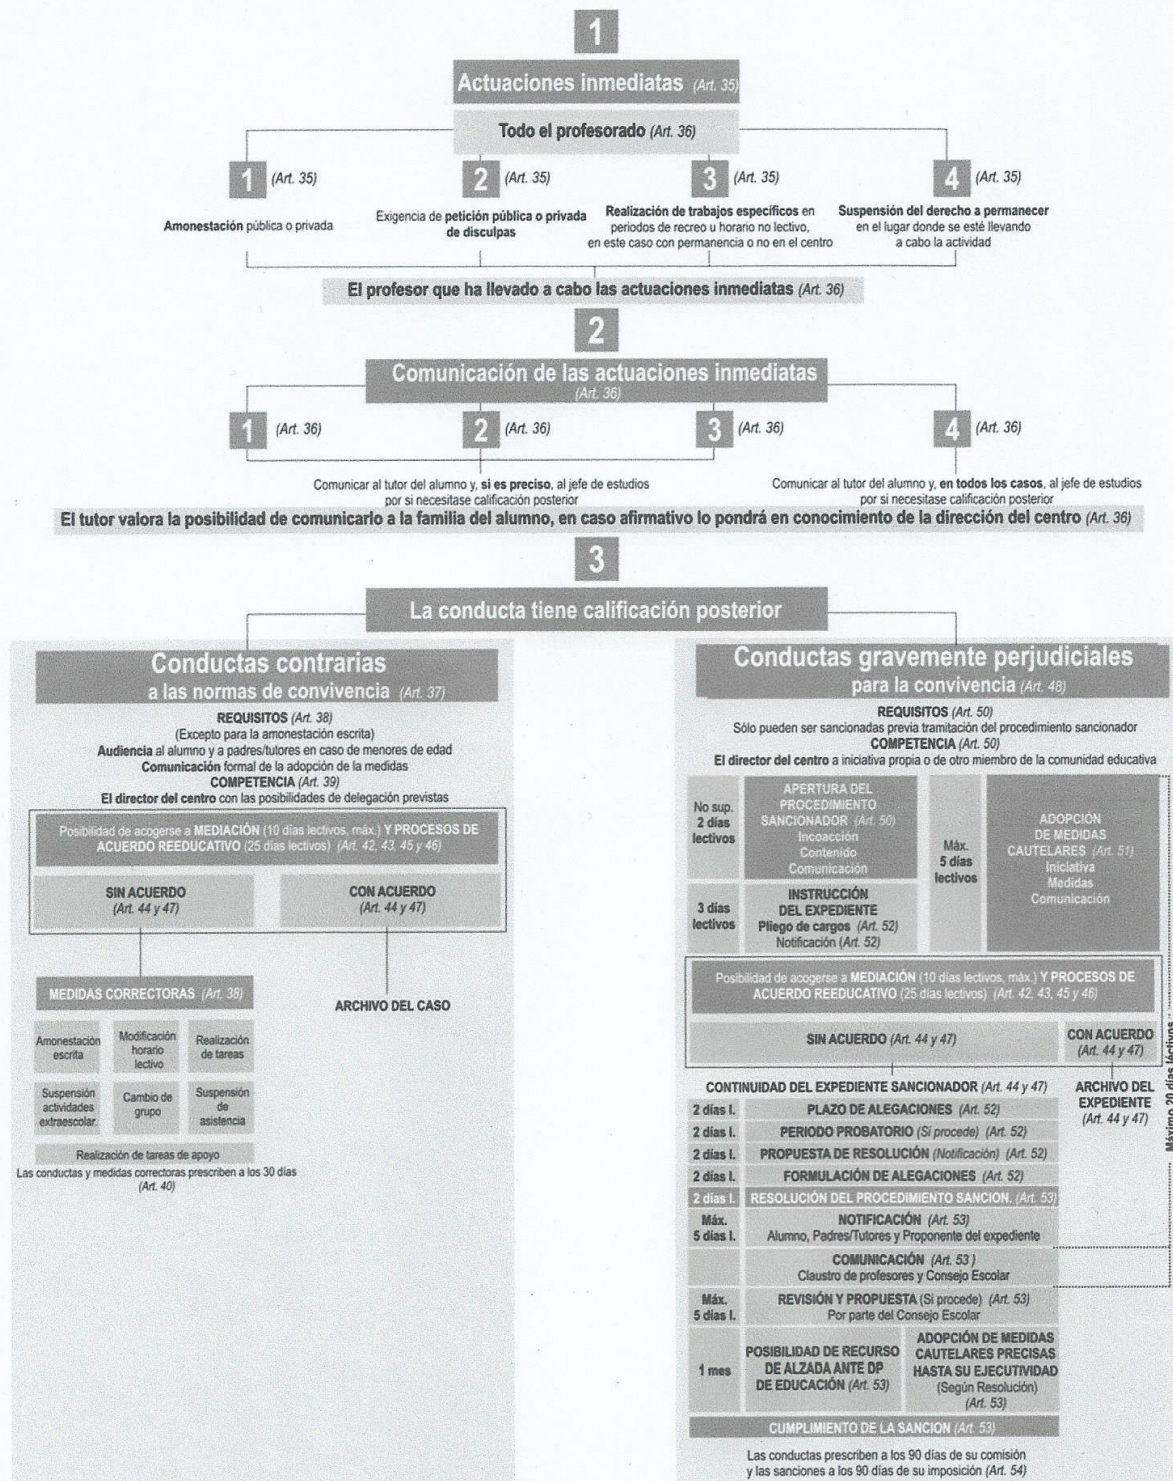 1
Actuaciones inmediatas (Art. 35)
Todo el profesorado (Art. 36)
1 (Art. 35)
Amonestación pública o privada
2 (Art. 35)
Exigencia de petición pública o privada
de disculpas
3 (Art. 35)
Realización de trabajos específicos en
periodos de recreo u horario no lectivo,
en este caso con permanencia o no en el centro
4 (Art. 35)
Suspensión del derecho a permanecer
en el lugar donde se esté llevando
a cabo la actividad
El profesor que ha llevado a cabo las actuaciones inmediatas (Art. 36)
2
Comunicación de las actuaciones inmediatas
(Art. 36)
1 (Art. 36)
2 (Art. 36)
3 (Art. 36)
4 (Art. 36)
Comunicar al tutor del alumno y, si es preciso, al jefe de estudios
por si necesitase calificación posterior
Comunicar al tutor del alumno y, en todos los casos, al jefe de estudios
por si necesitase calificación posterior
El tutor valora la posibilidad de comunicarlo a la familia del alumno, en caso afirmativo lo pondrá en conocimiento de la dirección del centro (Art. 36)
3
La conducta tiene calificación posterior
Conductas contrarias
a las normas de convivencia (Art. 37)
REQUISITOS (Art. 38)
(Excepto para la amonestación escrita)
Audiencia al alumno y a padres/tutores en caso de menores de edad
Comunicación formal de la adopción de la medidas
COMPETENCIA (Art. 39)
El director del centro con las posibilidades de delegación previstas
Posibilidad de acogerse a MEDIACIÓN (10 días lectivos, máx.) Y PROCESOS DE
ACUERDO REEDUCATIVO (25 días lectivos) (Art. 42, 43, 45 y 46)
SIN ACUERDO
(Art. 44 y 47)
CON ACUERDO
(Art. 44 y 47)
MEDIDAS CORRECTORAS (Art. 38)
ARCHIVO DEL CASO
Amonestación
escrita
Modificación
horario
lectivo
Realización
de tareas
Suspensión
actividades
extraescolar
Cambio de
grupo
Suspensión
de
asistencia
Realización de tareas de apoyo
Las conductas y medidas correctoras prescriben a los 30 días
(Art. 40)
Conductas gravemente perjudiciales
para la convivencia (Art. 48)
REQUISITOS (Art. 50)
Sólo pueden ser sancionadas previa tramitación del procedimiento sancionador
COMPETENCIA (Art. 50)
El director del centro a iniciativa propia o de otro miembro de la comunidad educativa
No sup.
2 días
lectivos
APERTURA DEL
PROCEDIMIENTO
SANCIONADOR (Art. 50)
Incoacción
Contenido
Comunicación
Máx.
5 días
lectivos
ADOPCIÓN
DE MEDIDAS
CAUTELARES (Art. 51)
Iniciativa
Medidas
Comunicación
3 días
lectivos
INSTRUCCIÓN
DEL EXPEDIENTE
Pliego de cargos (Art. 52)
Notificación (Art. 52)
Posibilidad de acogerse a MEDIACIÓN (10 días lectivos, máx.) Y PROCESOS DE
ACUERDO REEDUCATIVO (25 días lectivos) (Art. 42, 43, 45 y 46)
SIN ACUERDO (Art. 44 y 47)
CON ACUERDO
(Art. 44 y 47)
CONTINUIDAD DEL EXPEDIENTE SANCIONADOR (Art. 44 y 47)
ARCHIVO DEL
EXPEDIENTE
(Art. 44 y 47)
Máximo 20 días lectivos
2 días l. PLAZO DE ALEGACIONES (Art. 52)
2 días l. PERIODO PROBATORIO (Si procede) (Art. 52)
2 días l. PROPUESTA DE RESOLUCIÓN (Notificación) (Art. 52)
2 días l. FORMULACIÓN DE ALEGACIONES (Art. 52)
2 días l. RESOLUCIÓN DEL PROCEDIMIENTO SANCION. (Art. 53)
Máx.
5 días l.
NOTIFICACIÓN (Art. 53)
Alumno, Padres/Tutores y Proponente del expediente
COMUNICACIÓN (Art. 53 )
Claustro de profesores y Consejo Escolar
Máx.
5 días l.
REVISIÓN Y PROPUESTA (Si procede) (Art. 53)
Por parte del Consejo Escolar
1 mes
POSIBILIDAD DE RECURSO
DE ALZADA ANTE DP
DE EDUCACIÓN (Art. 53)
ADOPCIÓN DE MEDIDAS
CAUTELARES PRECISAS
HASTA SU EJECUTIVIDAD
(Según Resolución)
(Art. 53)
CUMPLIMIENTO DE LA SANCION (Art. 53)
Las conductas prescriben a los 90 días de su comisión
y las sanciones a los 90 días de su imposición (Art. 54)